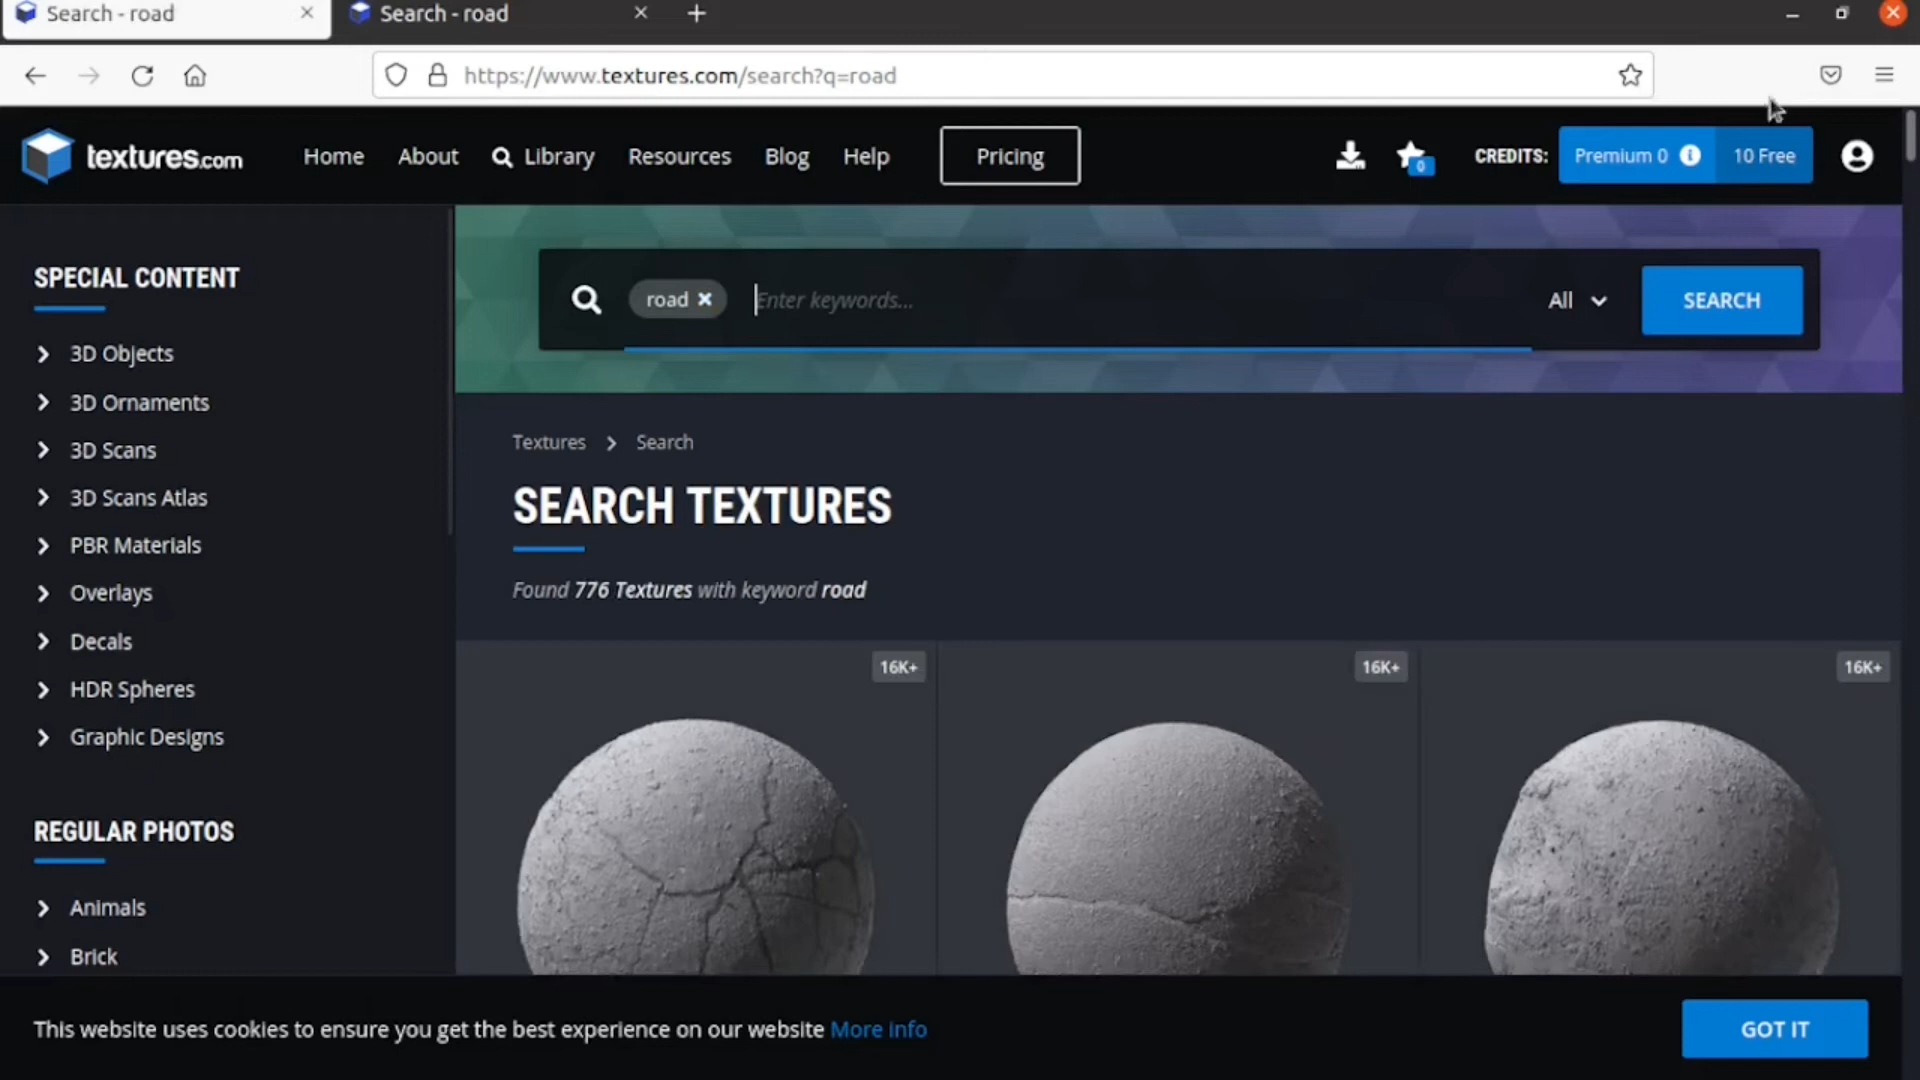 Search - road
Search - road
https://www.textures.com/search?q=road
textures.com
Home
About
Library
Resources
Blog
Help
Pricing
0
CREDITS:
Premium 0
10 Free
SPECIAL CONTENT
3D Objects
3D Ornaments
3D Scans
3D Scans Atlas
PBR Materials
Overlays
Decals
HDR Spheres
Graphic Designs
REGULAR PHOTOS
Animals
Brick
road
Enter keywords...
All
SEARCH
Textures > Search
SEARCH TEXTURES
Found 776 Textures with keyword road
16K+
16K+
16K+
This website uses cookies to ensure you get the best experience on our website More info
GOT IT